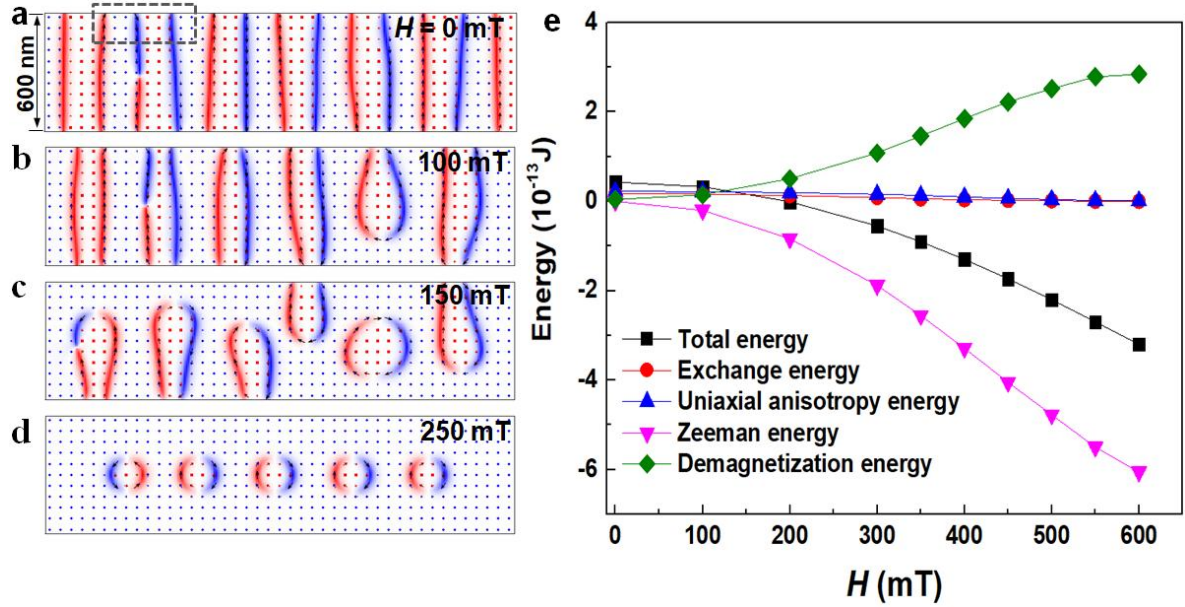 a
H = 0 mT
600 nm
b
100 mT
c
150 mT
d
250 mT
e
Energy (10⁻¹³J)
4
2
0
-2
-4
-6
Total energy
Exchange energy
Uniaxial anisotropy energy
Zeeman energy
Demagnetization energy
0 100 200 300 400 500 600
H (mT)